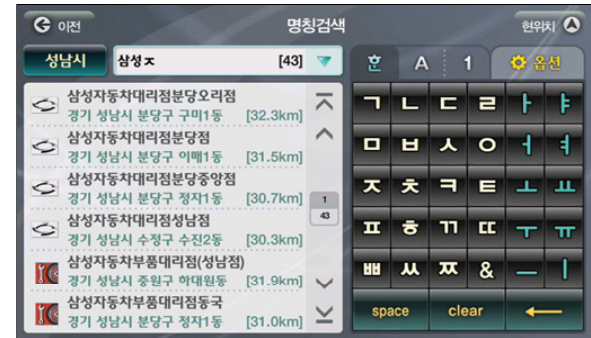 이전
명칭검색
현위치
성남시
삼성ㅈ [43]
흔 A 1
옵션
삼성자동차대리점분당오리점
경기 성남시 분당구 구미1동 [32.3km]
삼성자동차대리점분당점
경기 성남시 분당구 이매1동 [31.5km]
삼성자동차대리점분당중앙점
경기 성남시 분당구 정자1동 [30.7km]
삼성자동차대리점성남점
경기 성남시 수정구 수진2동 [30.3km]
삼성자동차부품대리점(성남점)
경기 성남시 중원구 하대원동 [31.9km]
삼성자동차부품대리점동국
경기 성남시 분당구 정자1동 [31.0km]
1
43
ㄱ ㄴ ㄷ ㄹ ㅏ ㅑ
ㅁ ㅂ ㅅ ㅇ ㅓ ㅕ
ㅈ ㅊ ㅋ ㅌ ㅗ ㅛ
ㅍ ㅎ ㄲ ㄸ ㅜ ㅠ
ㅃ ㅆ ㅉ & ㅡ ㅣ
space clear ←